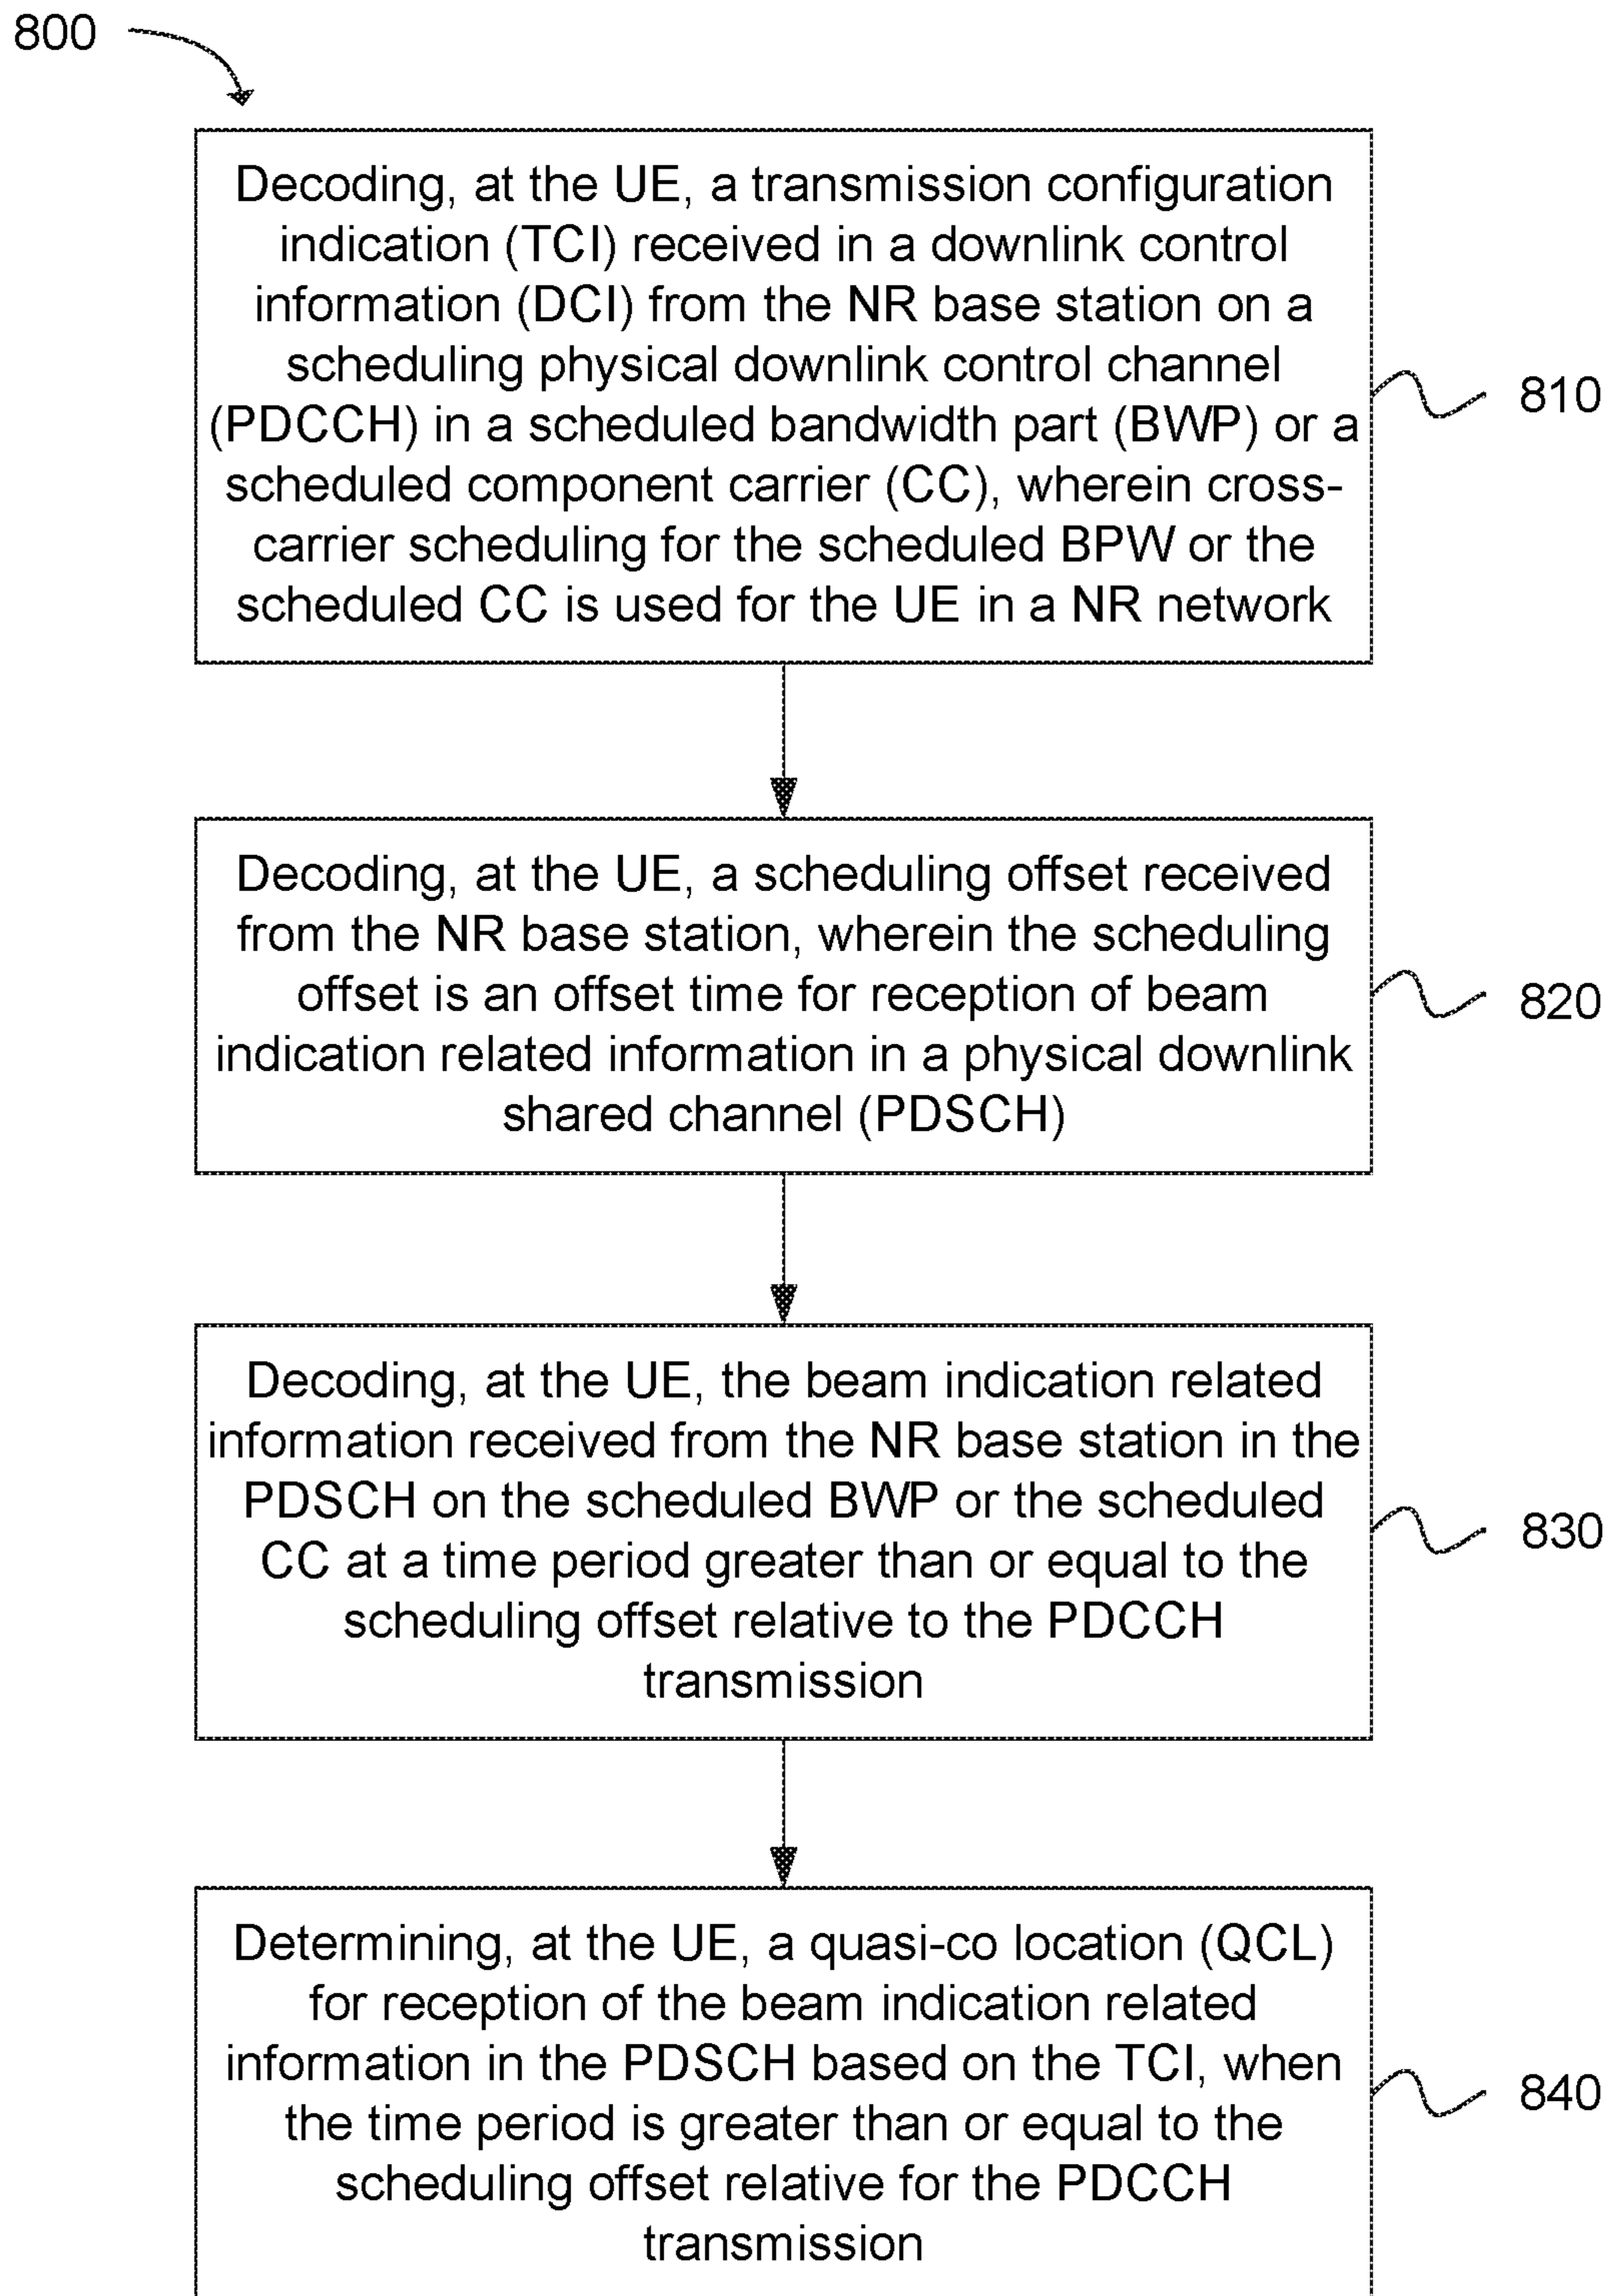 800
Decoding, at the UE, a transmission configuration
indication (TCI) received in a downlink control
information (DCI) from the NR base station on a
scheduling physical downlink control channel
(PDCCH) in a scheduled bandwidth part (BWP) or a
scheduled component carrier (CC), wherein cross-
carrier scheduling for the scheduled BPW or the
scheduled CC is used for the UE in a NR network
810
Decoding, at the UE, a scheduling offset received
from the NR base station, wherein the scheduling
offset is an offset time for reception of beam
indication related information in a physical downlink
shared channel (PDSCH)
820
Decoding, at the UE, the beam indication related
information received from the NR base station in the
PDSCH on the scheduled BWP or the scheduled
CC at a time period greater than or equal to the
scheduling offset relative to the PDCCH
transmission
830
Determining, at the UE, a quasi-co location (QCL)
for reception of the beam indication related
information in the PDSCH based on the TCI, when
the time period is greater than or equal to the
scheduling offset relative for the PDCCH
transmission
840